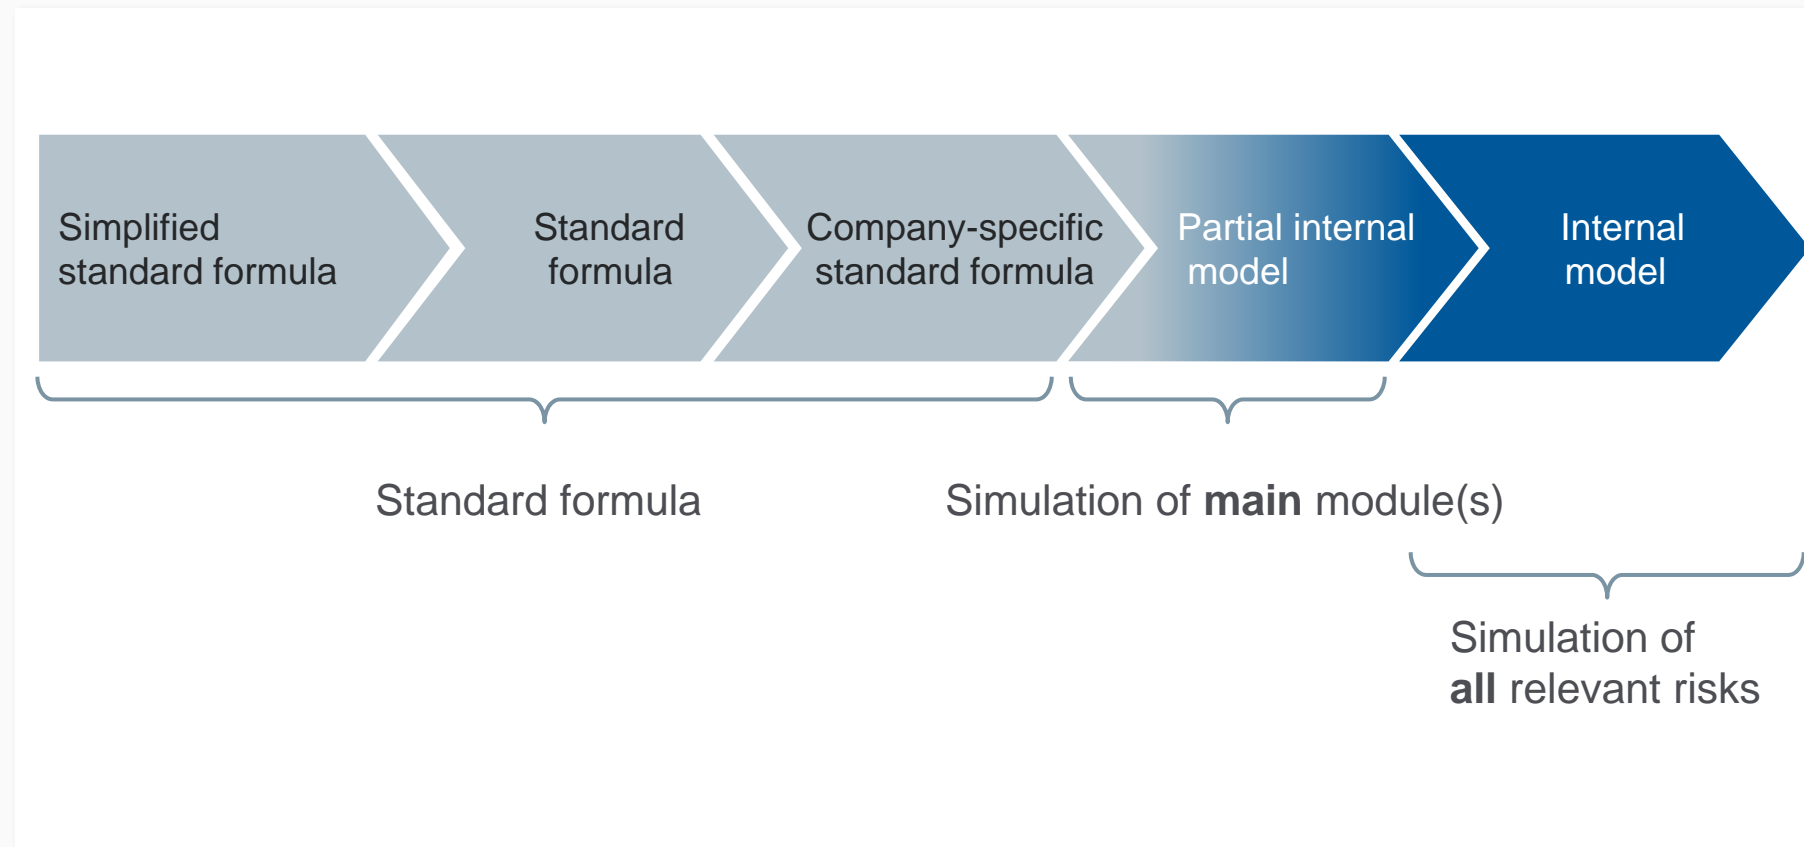 Simplified
standard formula
Standard
formula
Company-specific
standard formula
Partial internal
model
Internal
model
Standard formula
Simulation of main module(s)
Simulation of
all relevant risks